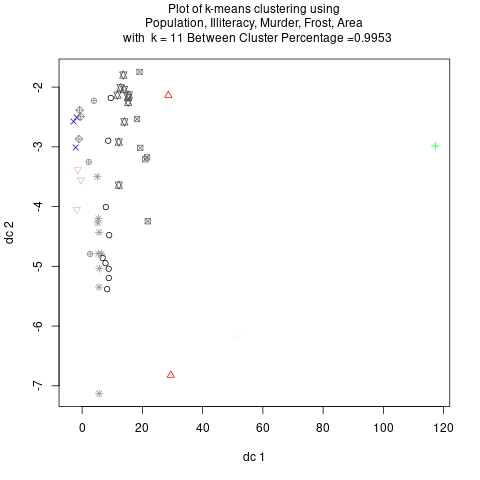 Plot of k-means clustering using
Population, Illiteracy, Murder, Frost, Area
with k = 11 Between Cluster Percentage =0.9953
-2
-3
-4
-5
-6
-7
dc 2
0 20 40 60 80 100 120
dc 1